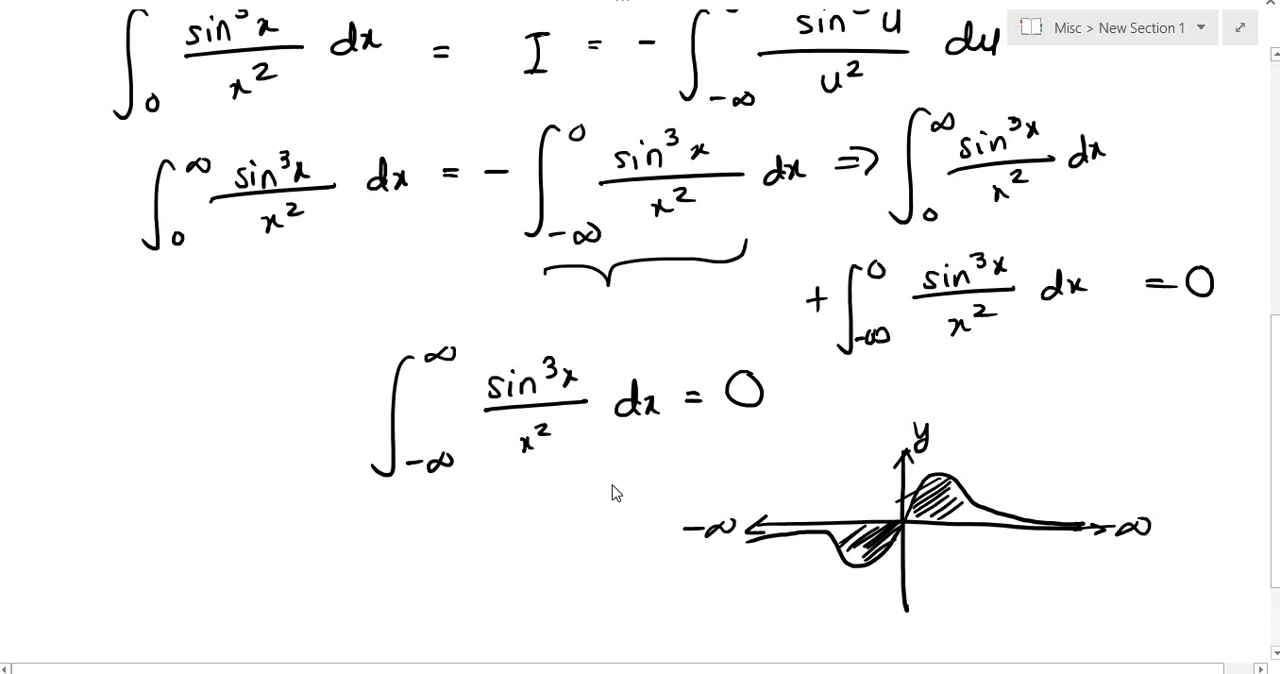 Misc > New Section 1
∫₀ sin³x/x² dx = I = - ∫₋∞ sin u/u² du
∫₀^∞ sin³x/x² dx = - ∫₋∞^0 sin³x/x² dx => ∫₀^∞ sin³x/x² dx
+ ∫₋∞^0 sin³x/x² dx = 0
∫₋∞^∞ sin³x/x² dx = 0
y
-∞ ∞